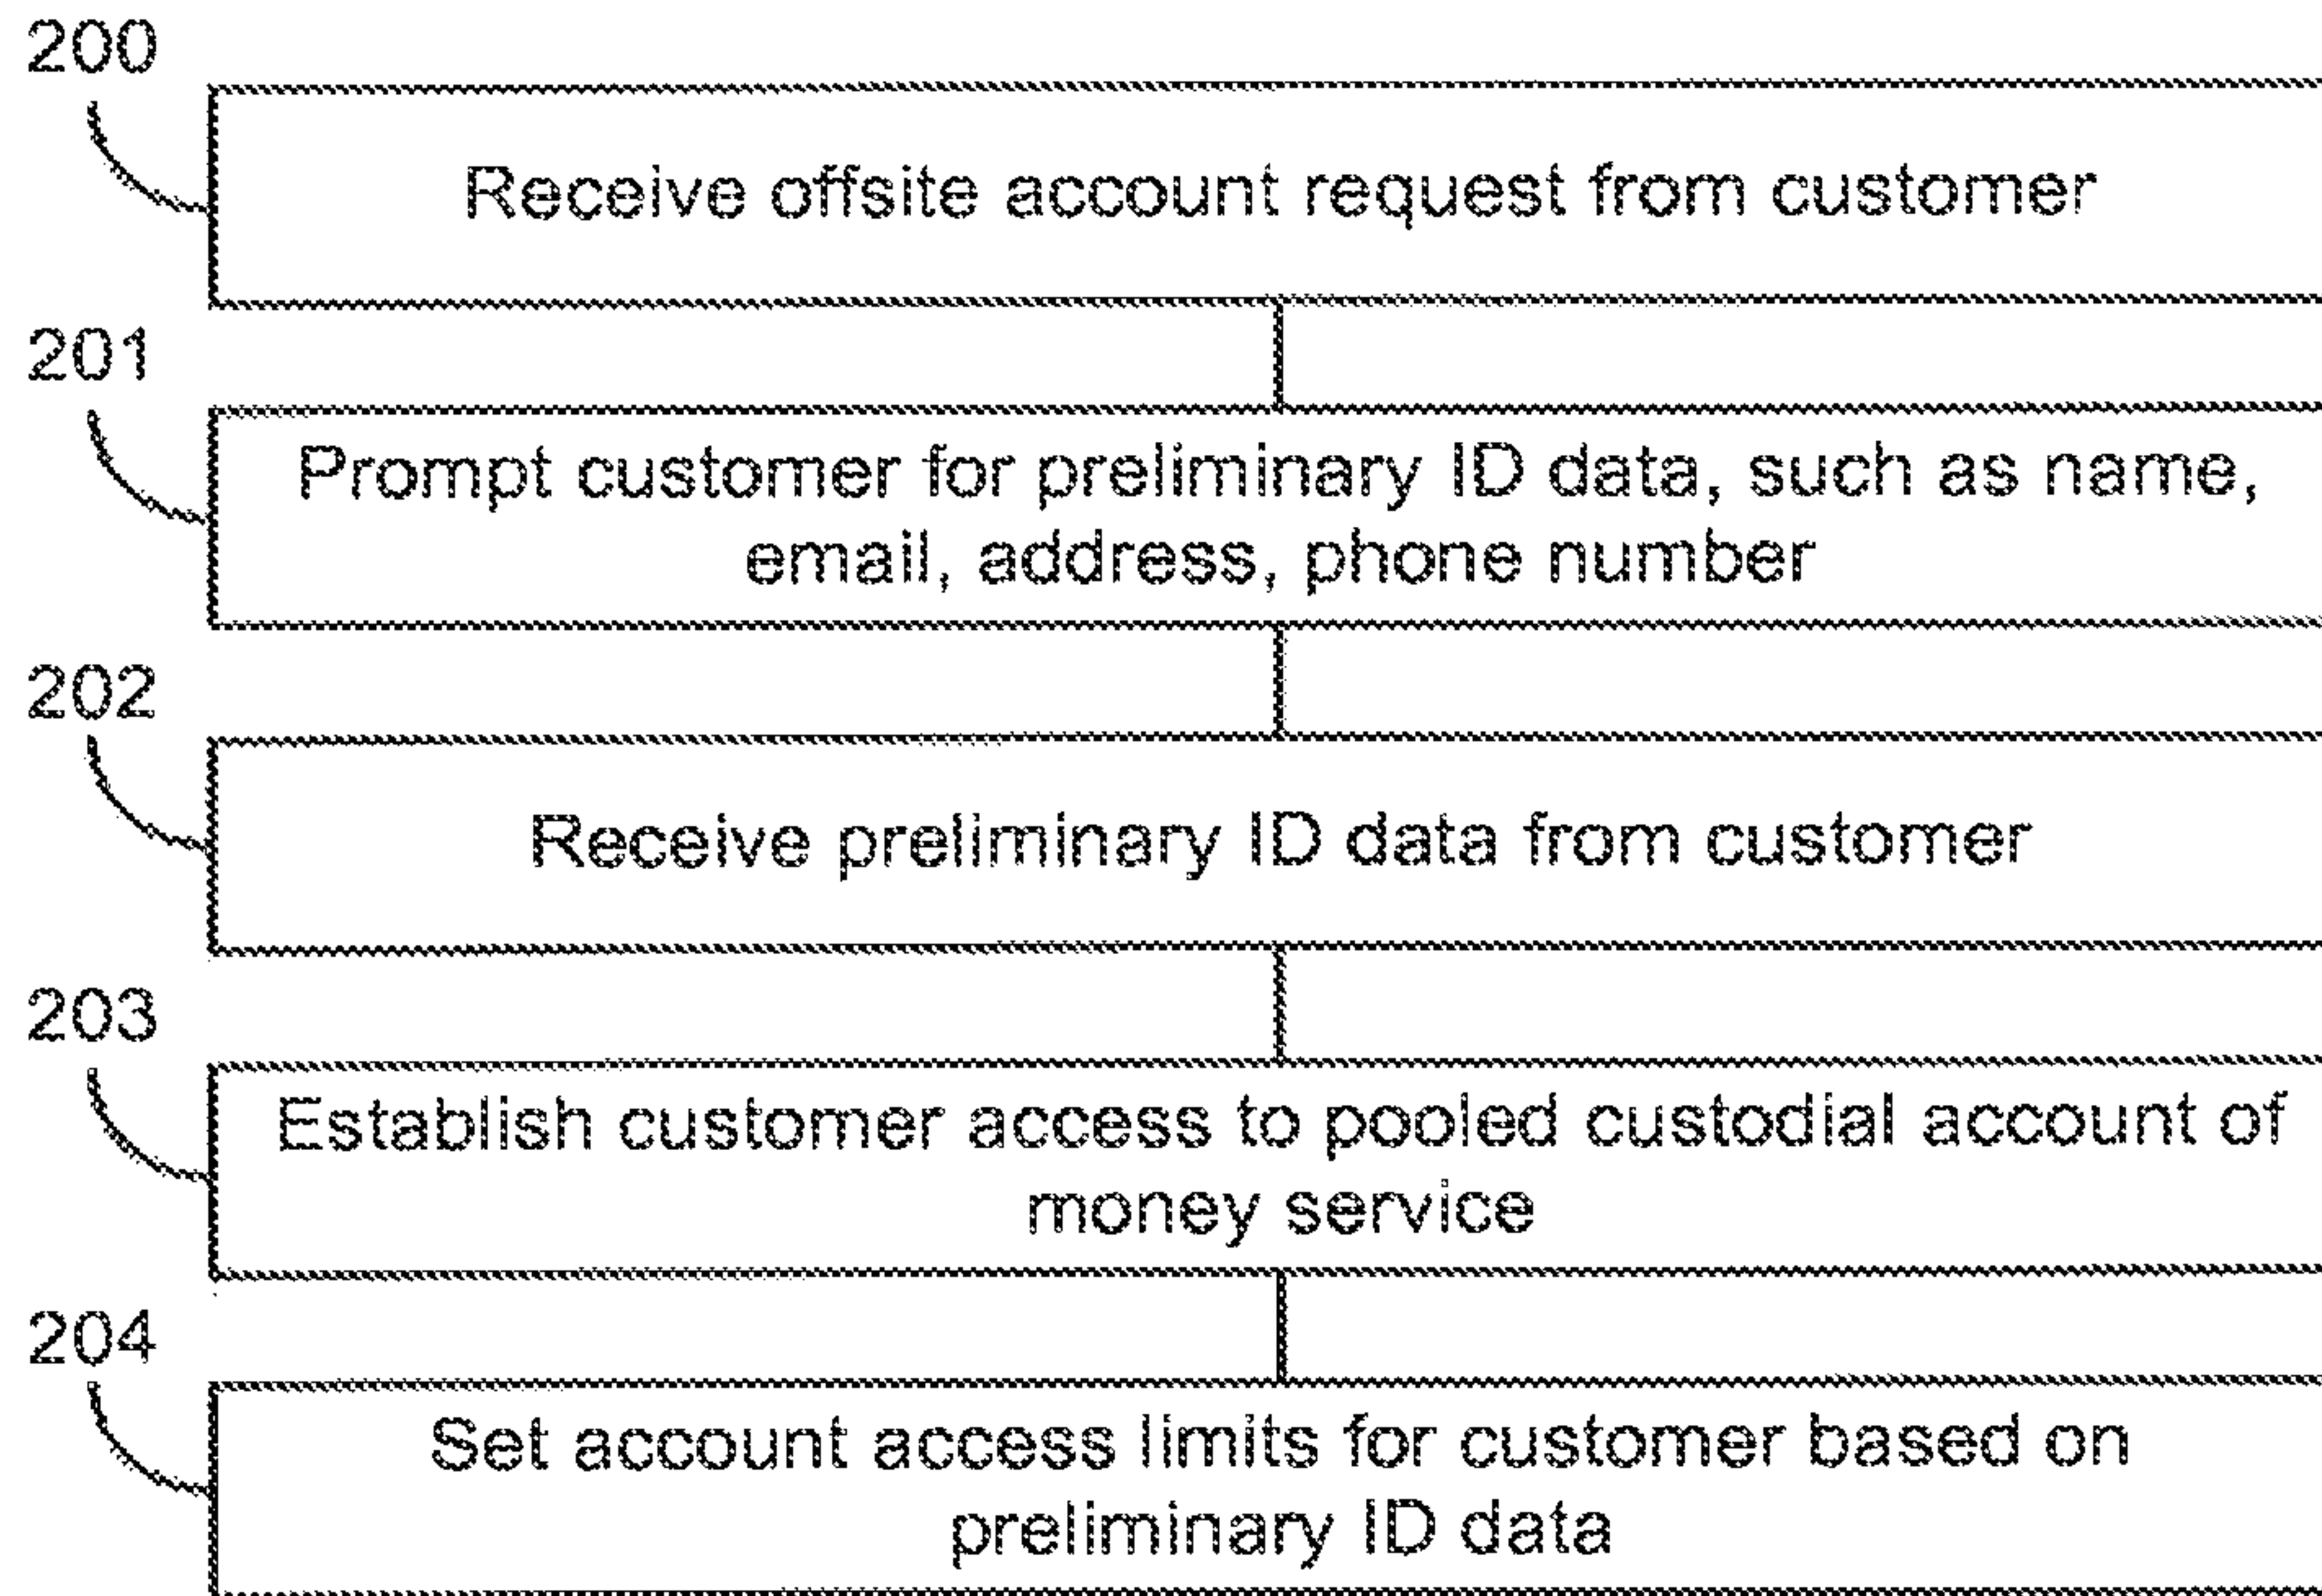 200
Receive offsite account request from customer
201
Prompt customer for preliminary ID data, such as name,
email, address, phone number
202
Receive preliminary ID data from customer
203
Establish customer access to pooled custodial account of
money service
204
Set account access limits for customer based on
preliminary ID data